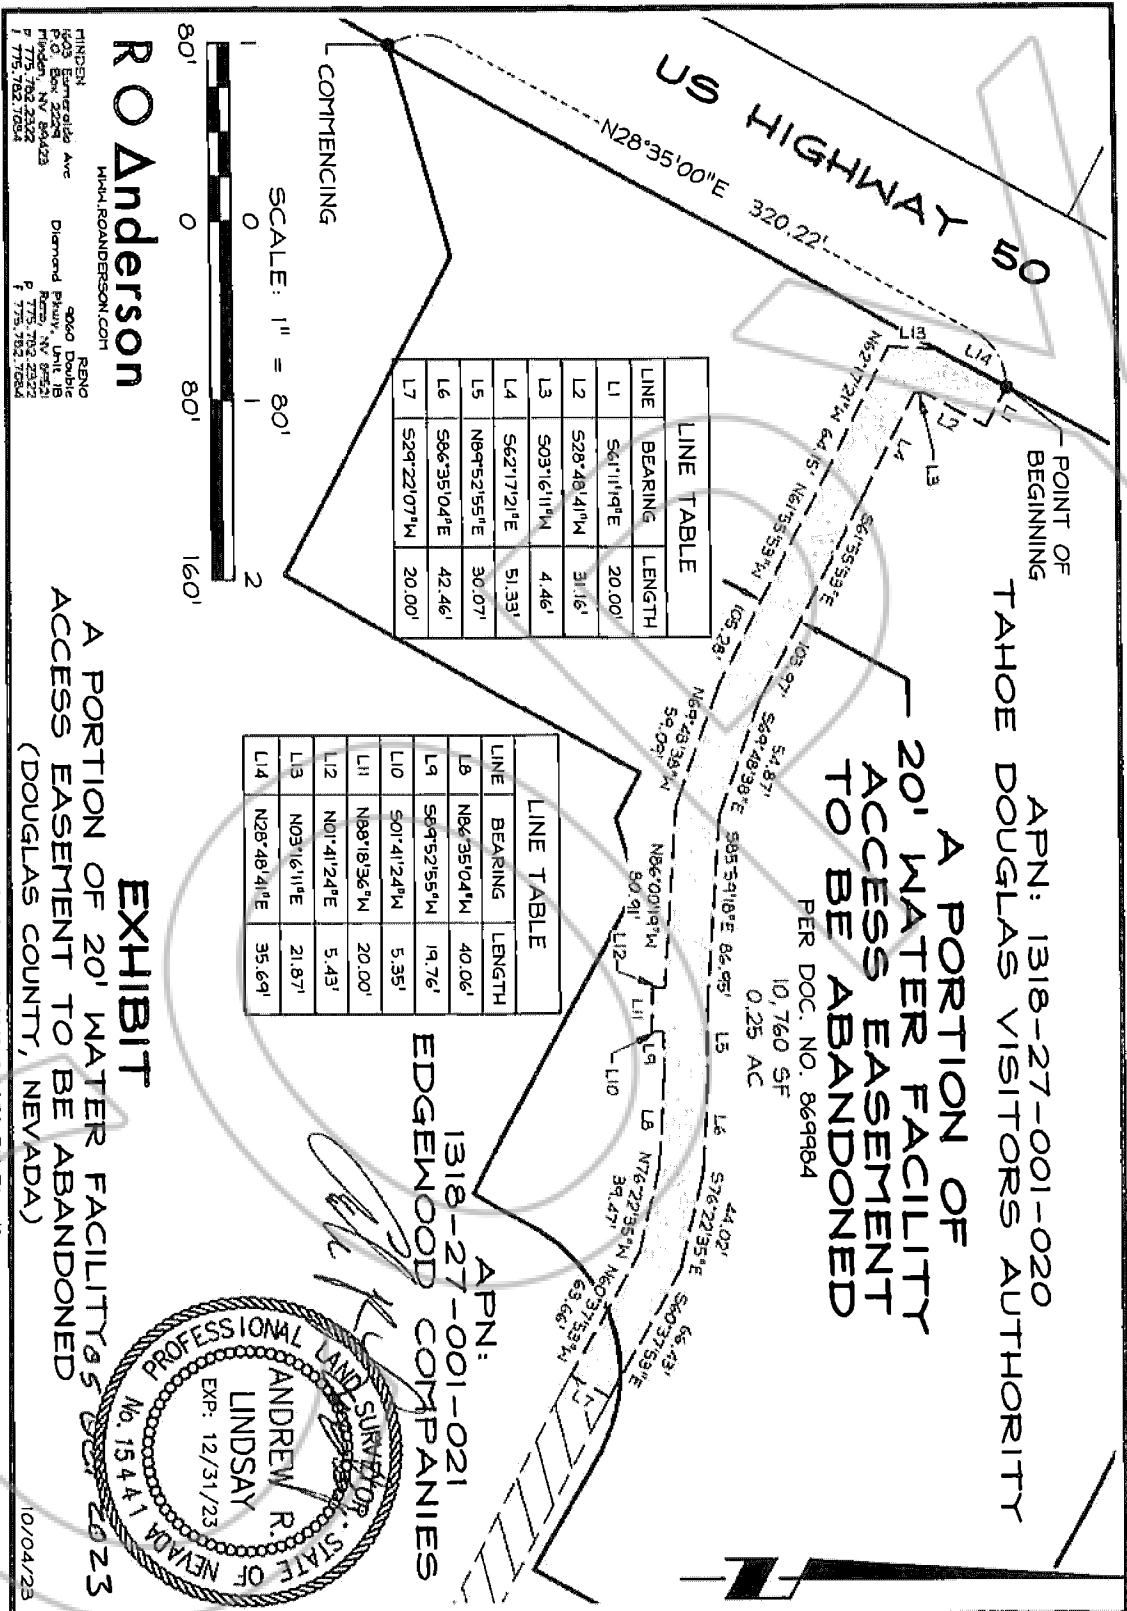 APN: 1318-27-001-020
TAHOE DOUGLAS VISITORS AUTHORITY
A PORTION OF
20' WATER FACILITY
ACCESS EASEMENT
TO BE ABANDONED
PER DOC. NO. 869984
10,760 SF
0.25 AC
POINT OF
BEGINNING
US HIGHWAY 50
N28°35'00"E 320.22'
COMMENCING
L1
L2
L3
L4
L13
L14
S61°55'53"E 103.97'
S69°48'38"E
54.87'
S85°59'18"E 86.95'
L5
L6
S76°22'35"E
44.02'
S60°37'53"E
66.43'
L7
N60°37'53"W
63.66'
N76°22'35"W
39.47'
L8
L9
L10
L11
L12
N86°00'19"W
80.91'
N69°48'38"W
59.09'
N61°55'53"W 105.28'
N62°17'21"W 64.15'
APN:
1318-27-001-021
EDGEWOOD COMPANIES
LINE TABLE
LINE BEARING LENGTH
L1 S61°11'19"E 20.00'
L2 S28°48'41"W 31.16'
L3 S03°16'11"W 4.46'
L4 S62°17'21"E 51.33'
L5 N89°52'55"E 30.07'
L6 S86°35'04"E 42.46'
L7 S29°22'07"W 20.00'
LINE TABLE
LINE BEARING LENGTH
L8 N86°35'04"W 40.06'
L9 S89°52'55"W 19.76'
L10 S01°41'24"W 5.35'
L11 N88°18'36"W 20.00'
L12 N01°41'24"E 5.43'
L13 N03°16'11"E 21.87'
L14 N28°48'41"E 35.69'
SCALE: 1" = 80'
1 0 1 2
80' 0 80' 160'
R O Anderson
WWW.ROANDERSON.COM
MINDEN
1603 Esmeralda Ave
P.O. Box 2229
Minden, NV 89423
p 775.782.2322
f 775.782.7084
RENO
9060 Double
Diamond Pkwy, Unit 1B
Reno, NV 89521
p 775.782.2322
f 775.782.7084
EXHIBIT
A PORTION OF 20' WATER FACILITY
ACCESS EASEMENT TO BE ABANDONED
(DOUGLAS COUNTY, NEVADA)
PROFESSIONAL LAND SURVEYOR · STATE OF NEVADA
ANDREW R.
LINDSAY
EXP: 12/31/23
No. 15441
05 Oct 2023
10/04/23